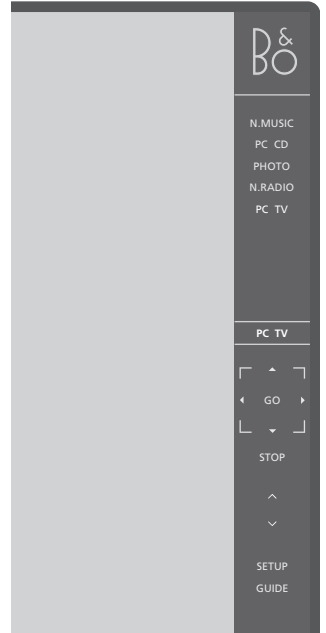 B&O
N.MUSIC
PC CD
PHOTO
N.RADIO
PC TV
PC TV
GO
STOP
SETUP
GUIDE